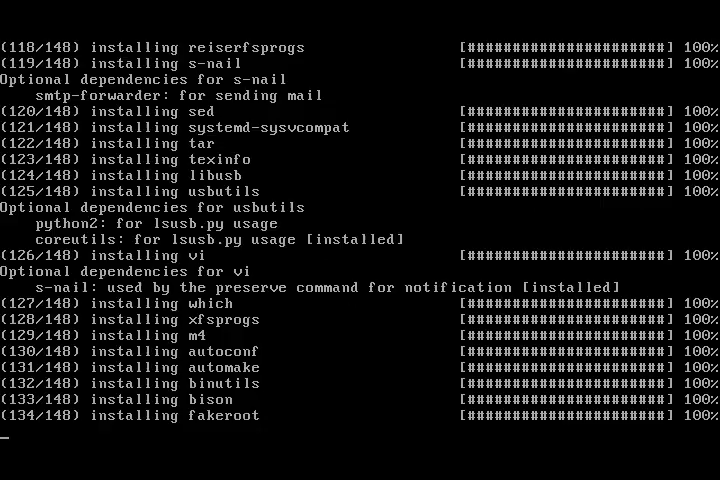 (118/148) installing reiserfsprogs [######################] 100%
(119/148) installing s-nail [######################] 100%
Optional dependencies for s-nail
smtp-forwarder: for sending mail
(120/148) installing sed [######################] 100%
(121/148) installing systemd-sysvcompat [######################] 100%
(122/148) installing tar [######################] 100%
(123/148) installing texinfo [######################] 100%
(124/148) installing libusb [######################] 100%
(125/148) installing usbutils [######################] 100%
Optional dependencies for usbutils
python2: for lsusb.py usage
coreutils: for lsusb.py usage [installed]
(126/148) installing vi [######################] 100%
Optional dependencies for vi
s-nail: used by the preserve command for notification [installed]
(127/148) installing which [######################] 100%
(128/148) installing xfsprogs [######################] 100%
(129/148) installing m4 [######################] 100%
(130/148) installing autoconf [######################] 100%
(131/148) installing automake [######################] 100%
(132/148) installing binutils [######################] 100%
(133/148) installing bison [######################] 100%
(134/148) installing fakeroot [######################] 100%